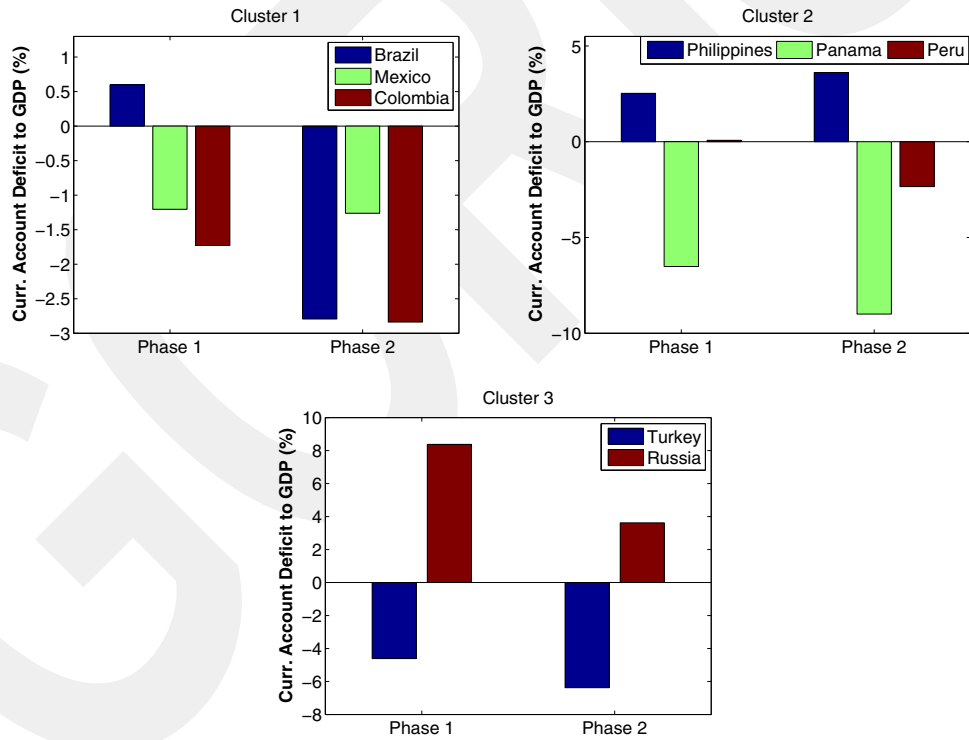 Cluster 1
Curr. Account Deficit to GDP (%)
1
0.5
0
−0.5
−1
−1.5
−2
−2.5
−3
Brazil
Mexico
Colombia
Phase 1 Phase 2
Cluster 2
Curr. Account Deficit to GDP (%)
5
0
−5
−10
Philippines Panama Peru
Phase 1 Phase 2
Cluster 3
Curr. Account Deficit to GDP (%)
10
8
6
4
2
0
−2
−4
−6
−8
Turkey
Russia
Phase 1 Phase 2